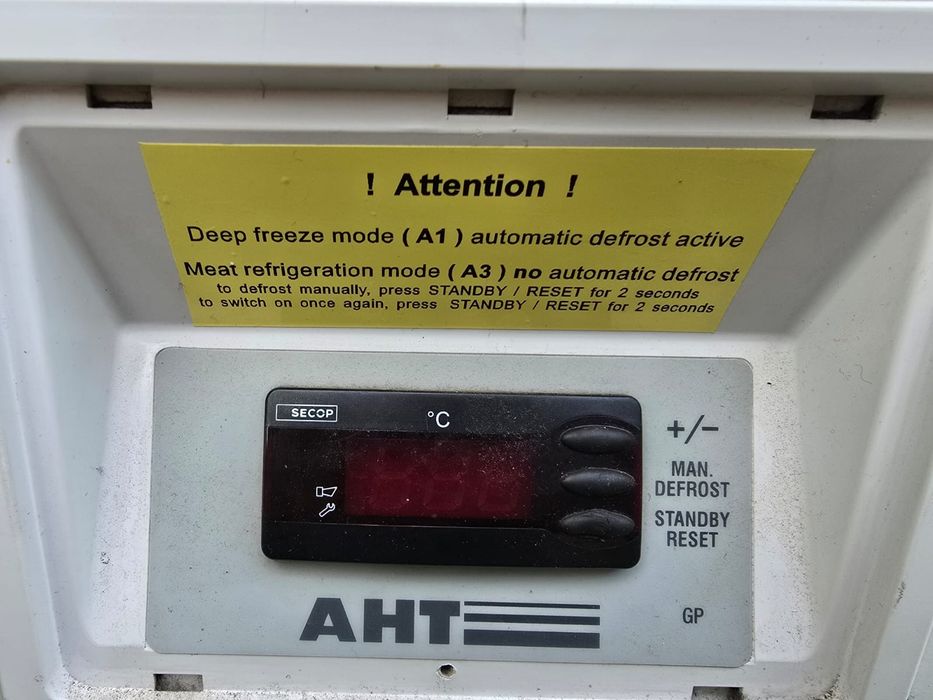 ! Attention !
Deep freeze mode ( A1 ) automatic defrost active
Meat refrigeration mode ( A3 ) no automatic defrost
to defrost manually, press STANDBY / RESET for 2 seconds
to switch on once again, press STANDBY / RESET for 2 seconds
SECOP
°C
+/−
MAN.
DEFROST
STANDBY
RESET
AHT
GP